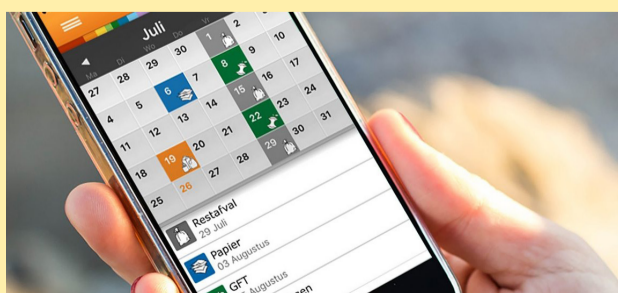 Juli
Ma Di Wo Do Vr
27 28 29 30 1 2
4 5 6 7 8 9 10
11 12 13 14 15 16 17
18 19 20 21 22 23 24
25 26 27 28 29 30 31
Restafval
29 Juli
Papier
03 Augustus
GFT
Augustus